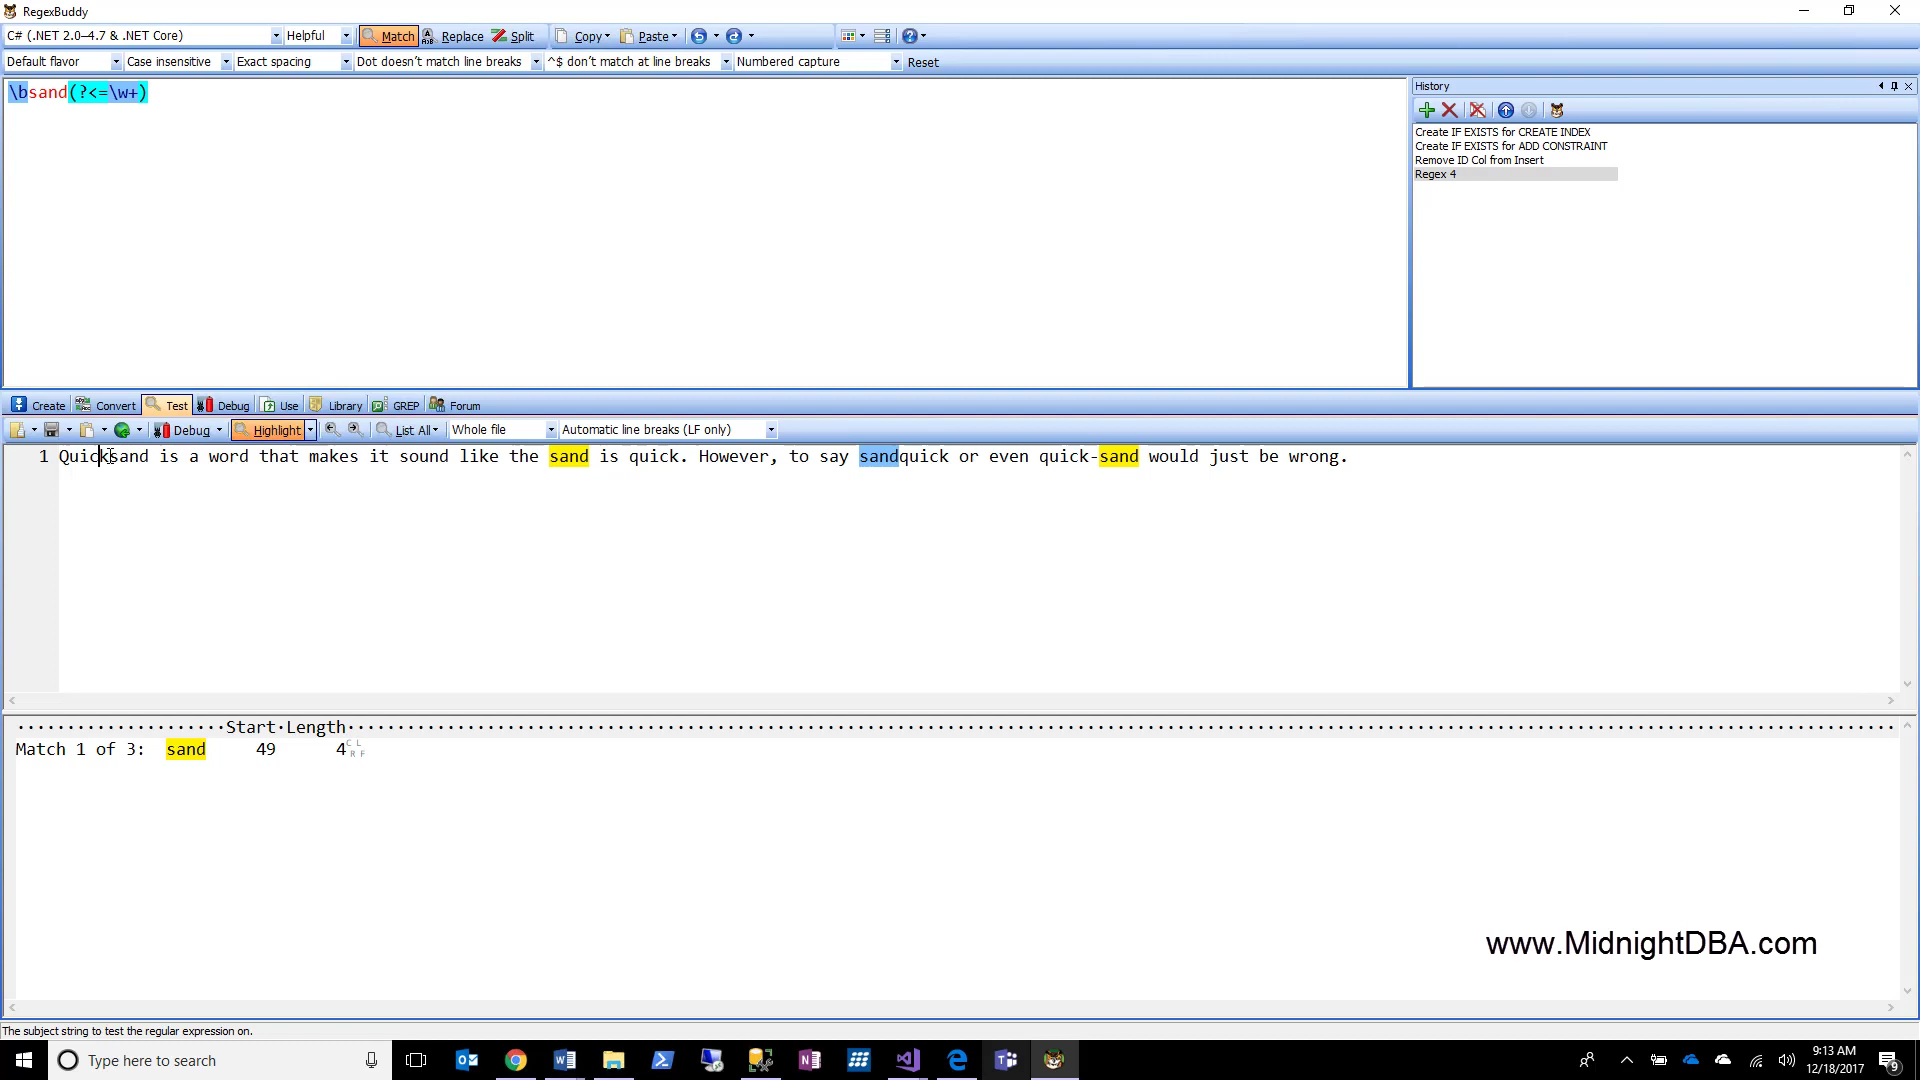 RegexBuddy
C# (.NET 2.0–4.7 & .NET Core) Helpful Match Replace Split Copy Paste
Default flavor Case insensitive Exact spacing Dot doesn't match line breaks ^$ don't match at line breaks Numbered capture Reset
\bsand(?<=\w+)
History
Create IF EXISTS for CREATE INDEX
Create IF EXISTS for ADD CONSTRAINT
Remove ID Col from Insert
Regex 4
Create Convert Test Debug Use Library GREP Forum
Debug Highlight List All Whole file Automatic line breaks (LF only)
1 Quicksand is a word that makes it sound like the sand is quick. However, to say sandquick or even quick-sand would just be wrong.
Start·Length
Match 1 of 3: sand 49 4 CL RF
www.MidnightDBA.com
The subject string to test the regular expression on.
Type here to search
9:13 AM
12/18/2017
9